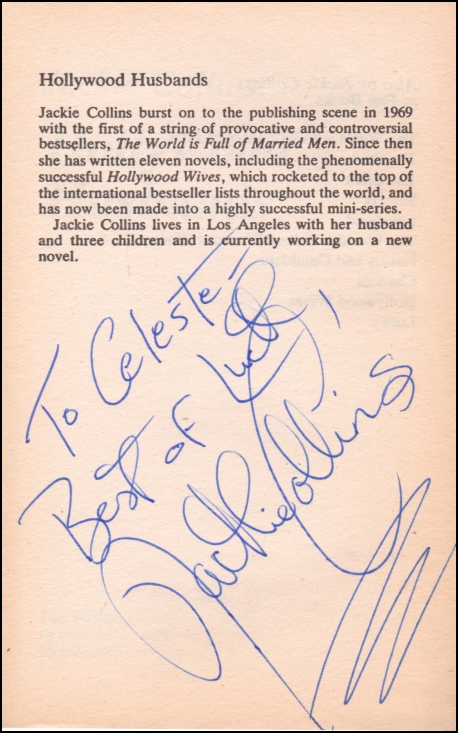 Hollywood Husbands
Jackie Collins burst on to the publishing scene in 1969
with the first of a string of provocative and controversial
bestsellers, The World is Full of Married Men. Since then
she has written eleven novels, including the phenomenally
successful Hollywood Wives, which rocketed to the top of
the international bestseller lists throughout the world, and
has now been made into a highly successful mini-series.
Jackie Collins lives in Los Angeles with her husband
and three children and is currently working on a new
novel.
To Celeste -
Best of Luck,
Jackie Collins